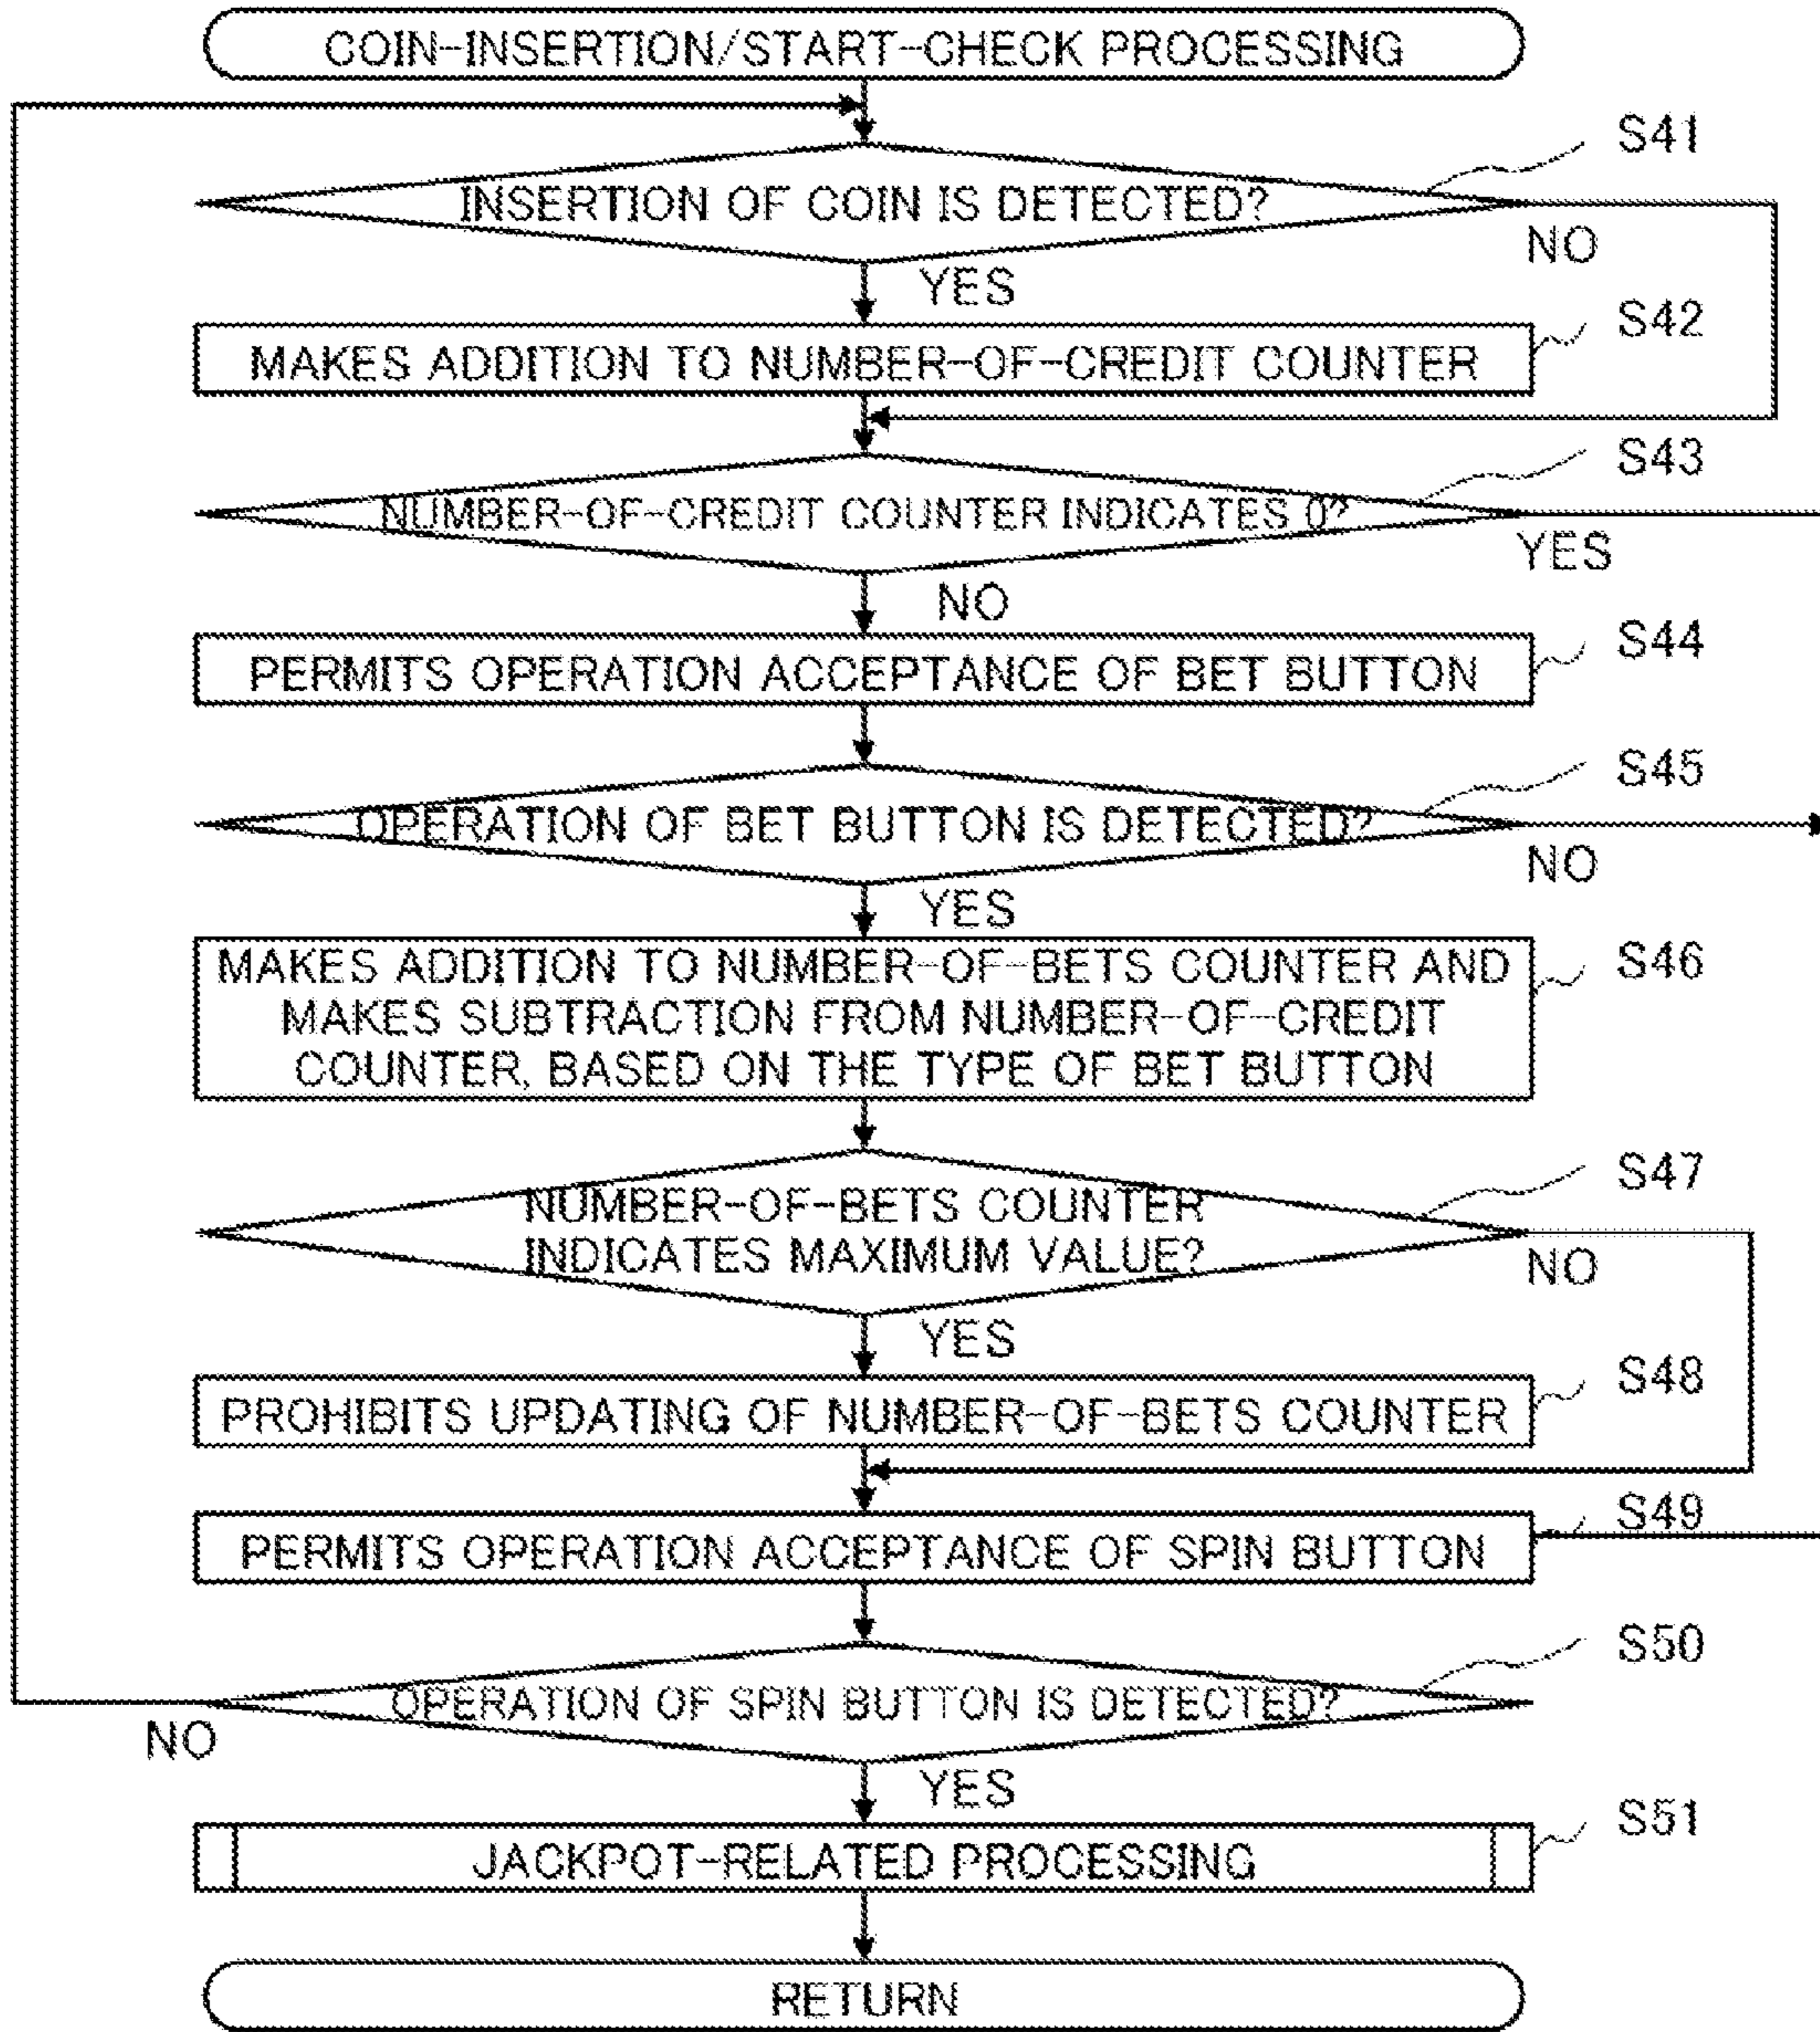 COIN-INSERTION/START-CHECK PROCESSING
S41
INSERTION OF COIN IS DETECTED?
NO
YES
S42
MAKES ADDITION TO NUMBER-OF-CREDIT COUNTER
S43
NUMBER-OF-CREDIT COUNTER INDICATES 0?
YES
NO
S44
PERMITS OPERATION ACCEPTANCE OF BET BUTTON
S45
OPERATION OF BET BUTTON IS DETECTED?
NO
YES
S46
MAKES ADDITION TO NUMBER-OF-BETS COUNTER AND
MAKES SUBTRACTION FROM NUMBER-OF-CREDIT
COUNTER, BASED ON THE TYPE OF BET BUTTON
S47
NUMBER-OF-BETS COUNTER
INDICATES MAXIMUM VALUE?
NO
YES
S48
PROHIBITS UPDATING OF NUMBER-OF-BETS COUNTER
S49
PERMITS OPERATION ACCEPTANCE OF SPIN BUTTON
S50
OPERATION OF SPIN BUTTON IS DETECTED?
NO
YES
S51
JACKPOT-RELATED PROCESSING
RETURN